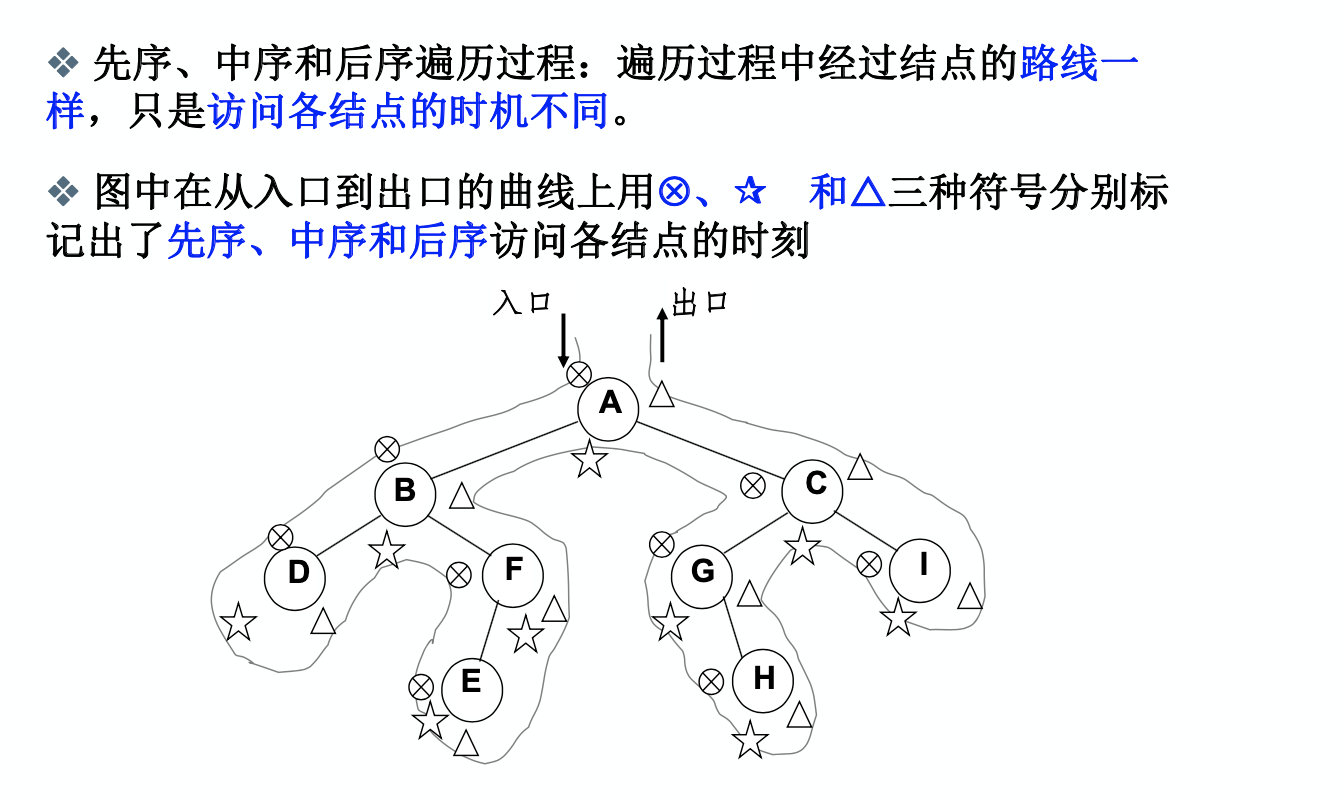 ❖ 先序、中序和后序遍历过程：遍历过程中经过结点的路线一
样，只是访问各结点的时机不同。
❖ 图中在从入口到出口的曲线上用⊗、☆ 和△三种符号分别标
记出了先序、中序和后序访问各结点的时刻
入口 出口
A
B C
D F G I
E H